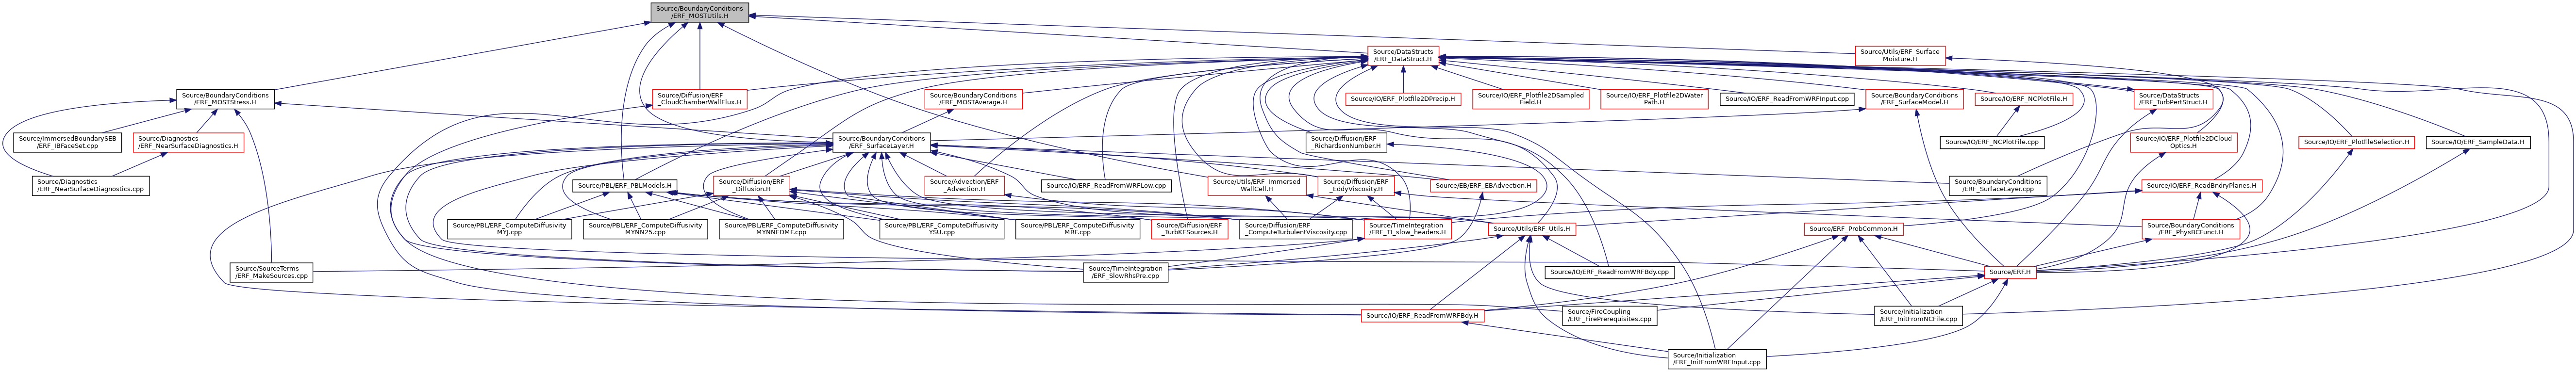 Source/BoundaryConditions
/ERF_MOSTUtils.H
Source/DataStructs
/ERF_DataStruct.H
Source/Utils/ERF_Surface
Moisture.H
Source/BoundaryConditions
/ERF_MOSTStress.H
Source/Diffusion/ERF
_CloudChamberWallFlux.H
Source/BoundaryConditions
/ERF_MOSTAverage.H
Source/IO/ERF_Plotfile2DPrecip.H
Source/IO/ERF_Plotfile2DSampled
Field.H
Source/IO/ERF_Plotfile2DWater
Path.H
Source/IO/ERF_ReadFromWRFInput.cpp
Source/BoundaryConditions
/ERF_SurfaceModel.H
Source/IO/ERF_NCPlotFile.H
Source/DataStructs
/ERF_TurbPertStruct.H
Source/ImmersedBoundarySEB
/ERF_IBFaceSet.cpp
Source/Diagnostics
/ERF_NearSurfaceDiagnostics.H
Source/BoundaryConditions
/ERF_SurfaceLayer.H
Source/Diffusion/ERF
_RichardsonNumber.H
Source/IO/ERF_NCPlotFile.cpp
Source/IO/ERF_Plotfile2DCloud
Optics.H
Source/IO/ERF_PlotfileSelection.H
Source/IO/ERF_SampleData.H
Source/Diagnostics
/ERF_NearSurfaceDiagnostics.cpp
Source/PBL/ERF_PBLModels.H
Source/Diffusion/ERF
_Diffusion.H
Source/Advection/ERF
_Advection.H
Source/IO/ERF_ReadFromWRFLow.cpp
Source/Utils/ERF_Immersed
WallCell.H
Source/Diffusion/ERF
_EddyViscosity.H
Source/EB/ERF_EBAdvection.H
Source/BoundaryConditions
/ERF_SurfaceLayer.cpp
Source/IO/ERF_ReadBndryPlanes.H
Source/PBL/ERF_ComputeDiffusivity
MYJ.cpp
Source/PBL/ERF_ComputeDiffusivity
MYNN25.cpp
Source/PBL/ERF_ComputeDiffusivity
MYNNEDMF.cpp
Source/PBL/ERF_ComputeDiffusivity
YSU.cpp
Source/PBL/ERF_ComputeDiffusivity
MRF.cpp
Source/Diffusion/ERF
_TurbKESources.H
Source/Diffusion/ERF
_ComputeTurbulentViscosity.cpp
Source/TimeIntegration
/ERF_TI_slow_headers.H
Source/Utils/ERF_Utils.H
Source/ERF_ProbCommon.H
Source/BoundaryConditions
/ERF_PhysBCFunct.H
Source/SourceTerms
/ERF_MakeSources.cpp
Source/TimeIntegration
/ERF_SlowRhsPre.cpp
Source/IO/ERF_ReadFromWRFBdy.cpp
Source/ERF.H
Source/IO/ERF_ReadFromWRFBdy.H
Source/FireCoupling
/ERF_FirePrerequisites.cpp
Source/Initialization
/ERF_InitFromNCFile.cpp
Source/Initialization
/ERF_InitFromWRFInput.cpp